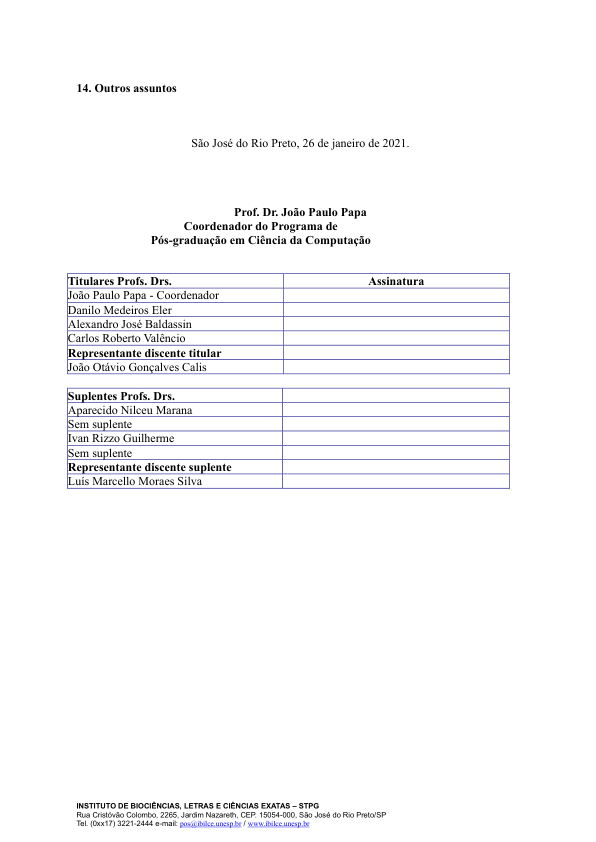 14. Outros assuntos
São José do Rio Preto, 26 de janeiro de 2021.
Prof. Dr. João Paulo Papa
Coordenador do Programa de
Pós-graduação em Ciência da Computação
Titulares Profs. Drs. Assinatura
João Paulo Papa - Coordenador
Danilo Medeiros Eler
Alexandro José Baldassin
Carlos Roberto Valêncio
Representante discente titular
João Otávio Gonçalves Calis
Suplentes Profs. Drs.
Aparecido Nilceu Marana
Sem suplente
Ivan Rizzo Guilherme
Sem suplente
Representante discente suplente
Luís Marcello Moraes Silva
INSTITUTO DE BIOCIÊNCIAS, LETRAS E CIÊNCIAS EXATAS – STPG
Rua Cristóvão Colombo, 2265, Jardim Nazareth, CEP. 15054-000, São José do Rio Preto/SP
Tel. (0xx17) 3221-2444 e-mail: pos@ibilce.unesp.br / www.ibilce.unesp.br